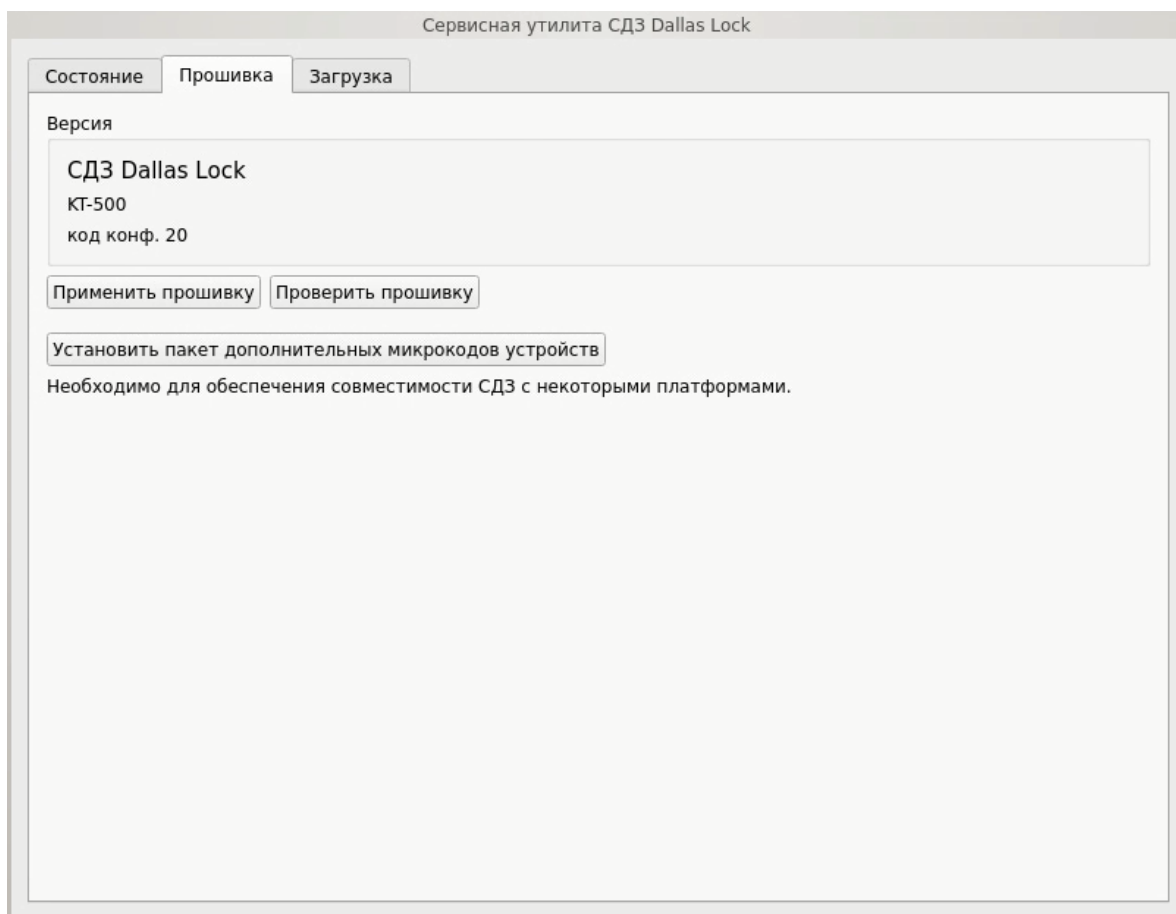 Сервисная утилита СДЗ Dallas Lock
Состояние Прошивка Загрузка
Версия
СДЗ Dallas Lock
КТ-500
код конф. 20
Применить прошивку Проверить прошивку
Установить пакет дополнительных микрокодов устройств
Необходимо для обеспечения совместимости СДЗ с некоторыми платформами.